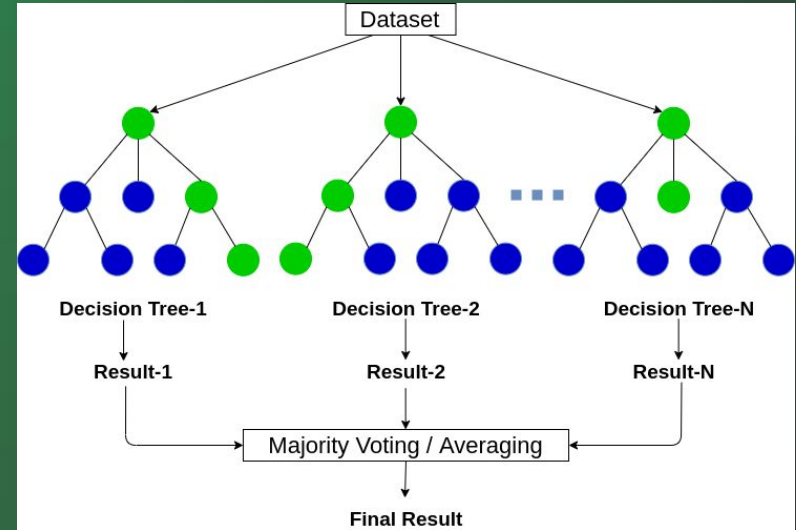 Dataset
Decision Tree-1
Decision Tree-2
Decision Tree-N
Result-1
Result-2
Result-N
Majority Voting / Averaging
Final Result